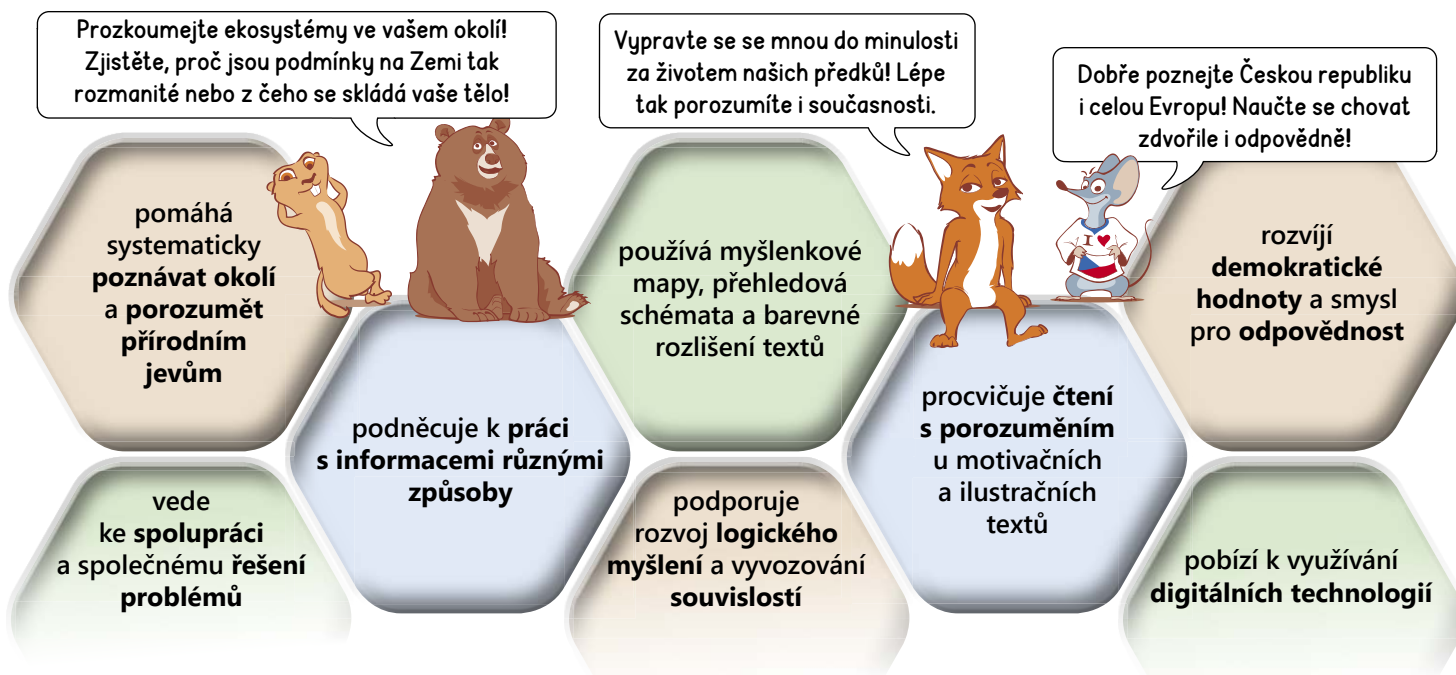 Prozkoumejte ekosystémy ve vašem okolí!
Zjistěte, proč jsou podmínky na Zemi tak
rozmanité nebo z čeho se skládá vaše tělo!
Vypravte se se mnou do minulosti
za životem našich předků! Lépe
tak porozumíte i současnosti.
Dobře poznejte Českou republiku
i celou Evropu! Naučte se chovat
zdvořile i odpovědně!
pomáhá
systematicky
poznávat okolí
a porozumět
přírodním
jevům
podněcuje k práci
s informacemi různými
způsoby
používá myšlenkové
mapy, přehledová
schémata a barevné
rozlišení textů
procvičuje čtení
s porozuměním
u motivačních
a ilustračních
textů
I ♥
rozvíjí
demokratické
hodnoty a smysl
pro odpovědnost
vede
ke spolupráci
a společnému řešení
problémů
podporuje
rozvoj logického
myšlení a vyvozování
souvislostí
pobízí k využívání
digitálních technologií